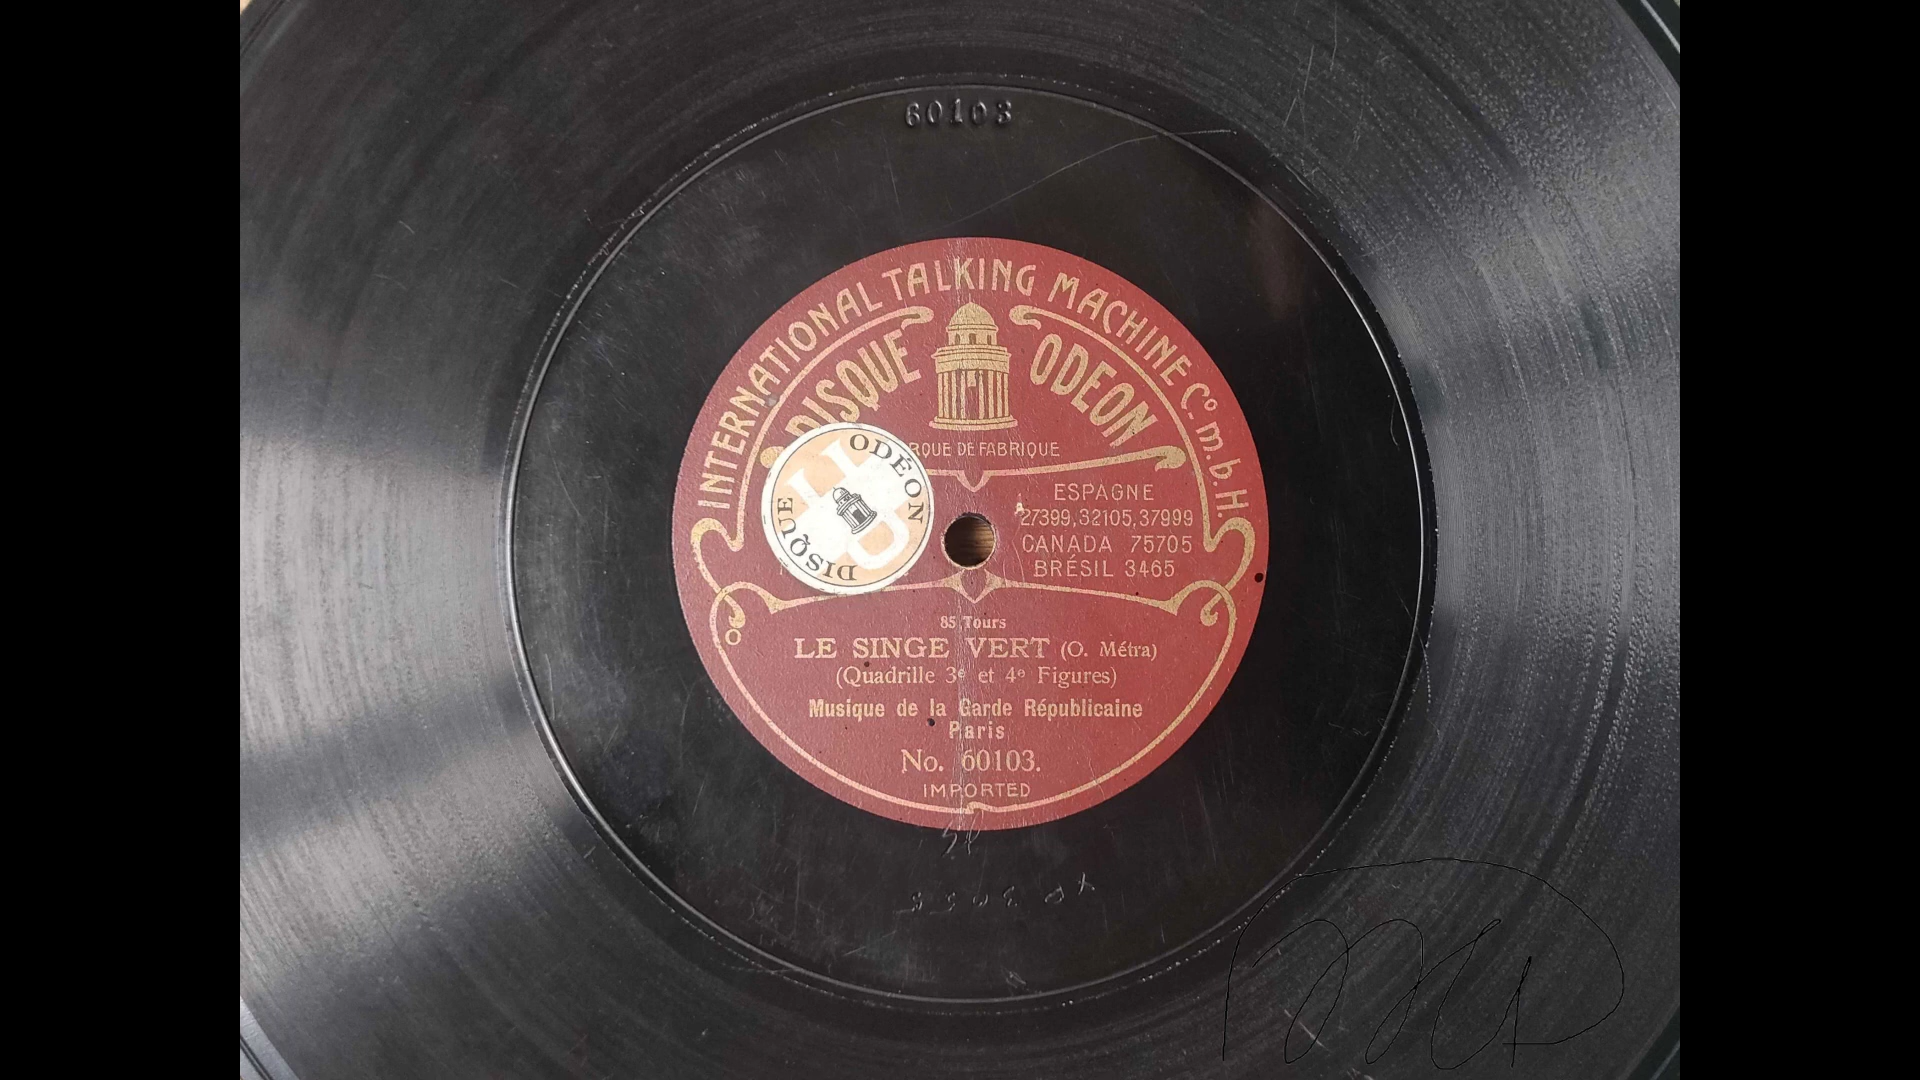 60103
INTERNATIONAL TALKING MACHINE Co. m.b.H.
DISQUE ODEON
RQUE DE FABRIQUE
ODÉON
DISQUE
ESPAGNE
27399,32105,37999
CANADA 75705
BRÉSIL 3465
85 Tours
LE SINGE VERT (O. Métra)
(Quadrille 3e et 4e Figures)
Musique de la Garde Républicaine
Paris
No. 60103.
IMPORTED